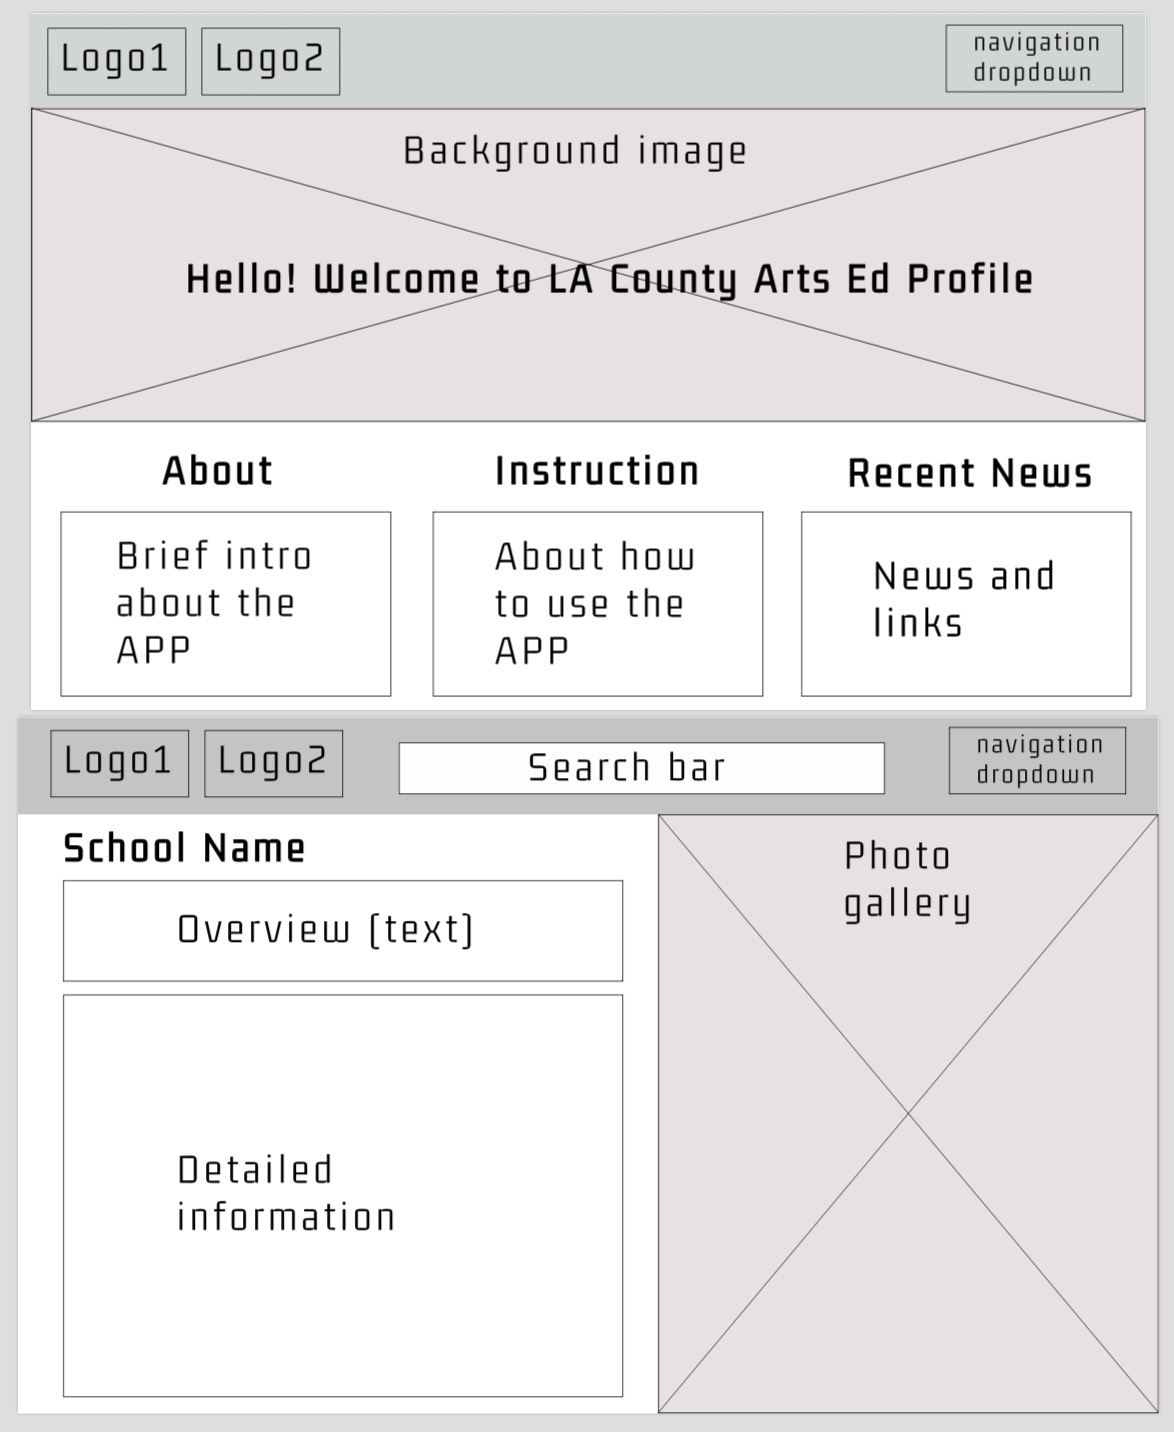 Logo1 Logo2 navigation
dropdown
Background image
Hello! Welcome to LA County Arts Ed Profile
About
Instruction
Recent News
Brief intro
about the
APP
About how
to use the
APP
News and
links
Logo1 Logo2 Search bar navigation
dropdown
School Name
Overview (text)
Detailed
information
Photo
gallery